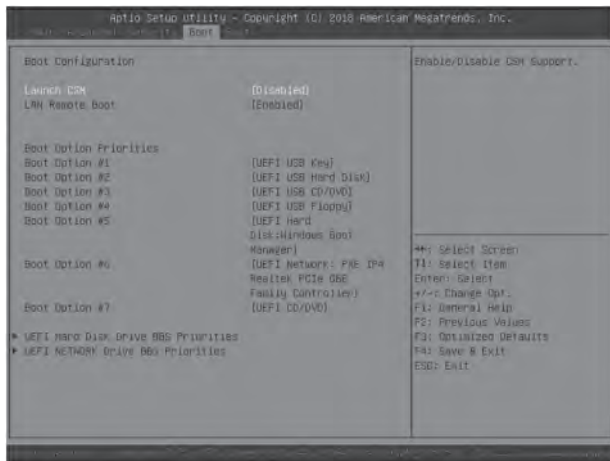 Aptio Setup Utility - Copyright (C) 2018 American Megatrends, Inc.
Boot
Boot Configuration
Launch CSM [Disabled]
LAN Remote Boot [Enabled]
Boot Option Priorities
Boot Option #1 [UEFI USB Key]
Boot Option #2 [UEFI USB Hard Disk]
Boot Option #3 [UEFI USB CD/DVD]
Boot Option #4 [UEFI USB Floppy]
Boot Option #5 [UEFI Hard
Disk:Windows Boot
Manager]
Boot Option #6 [UEFI Network: PXE IP4
Realtek PCIe GBE
Family Controller]
Boot Option #7 [UEFI CD/DVD]
▶ UEFI Hard Disk Drive BBS Priorities
▶ UEFI NETWORK Drive BBS Priorities
Enable/Disable CSM Support.
→←: Select Screen
↑↓: Select Item
Enter: Select
+/-: Change Opt.
F1: General Help
F2: Previous Values
F3: Optimized Defaults
F4: Save & Exit
ESC: Exit